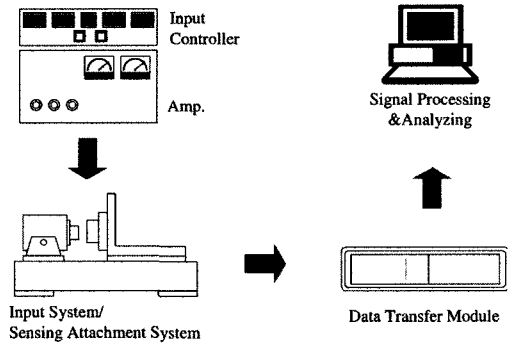 Input
Controller
Amp.
Input System/
Sensing Attachment System
Data Transfer Module
Signal Processing
&Analyzing